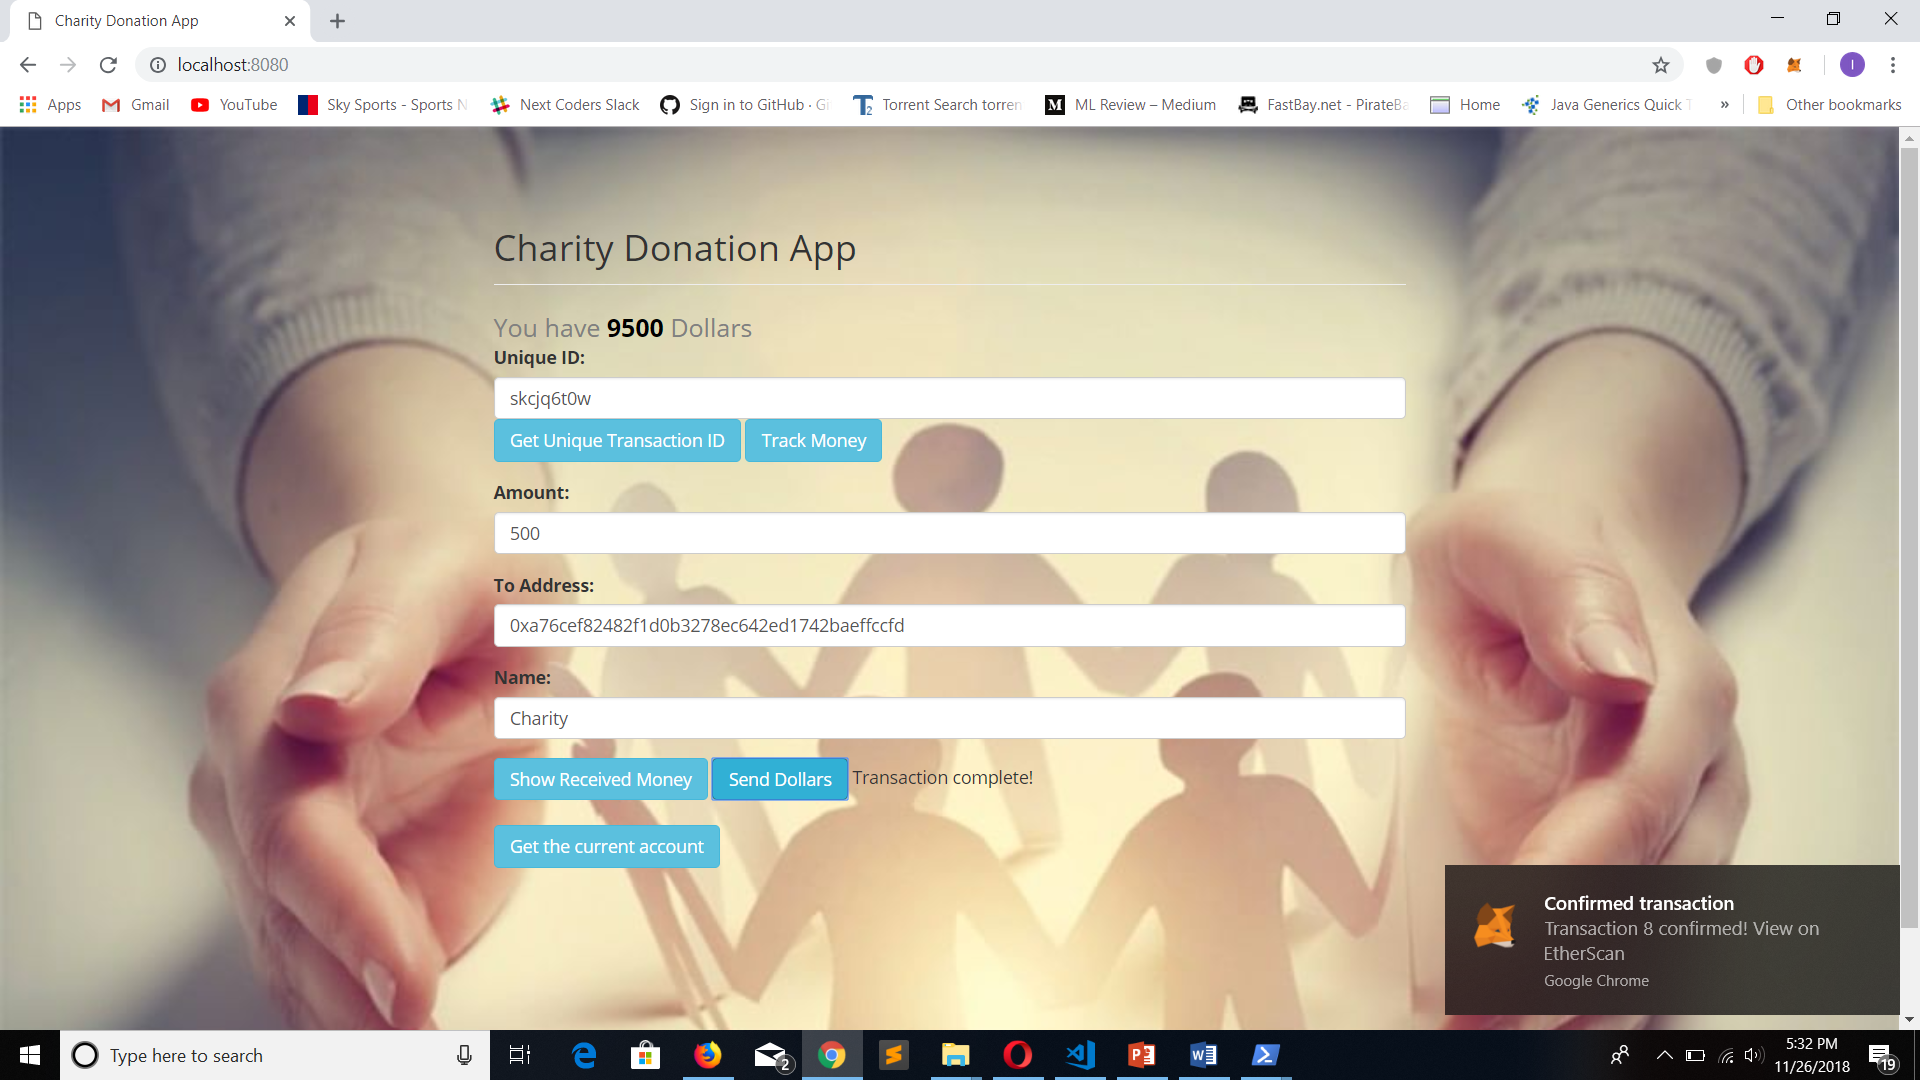 Charity Donation App
localhost:8080
Apps
Gmail
YouTube
Sky Sports - Sports N
Next Coders Slack
Sign in to GitHub · Gi
Torrent Search torren
ML Review – Medium
FastBay.net - PirateBa
Home
Java Generics Quick T
»
Other bookmarks
Charity Donation App
You have 9500 Dollars
Unique ID:
skcjq6t0w
Get Unique Transaction ID
Track Money
Amount:
500
To Address:
0xa76cef82482f1d0b3278ec642ed1742baeffccfd
Name:
Charity
Show Received Money
Send Dollars
Transaction complete!
Get the current account
Confirmed transaction
Transaction 8 confirmed! View on
EtherScan
Google Chrome
Type here to search
2
5:32 PM
11/26/2018
19